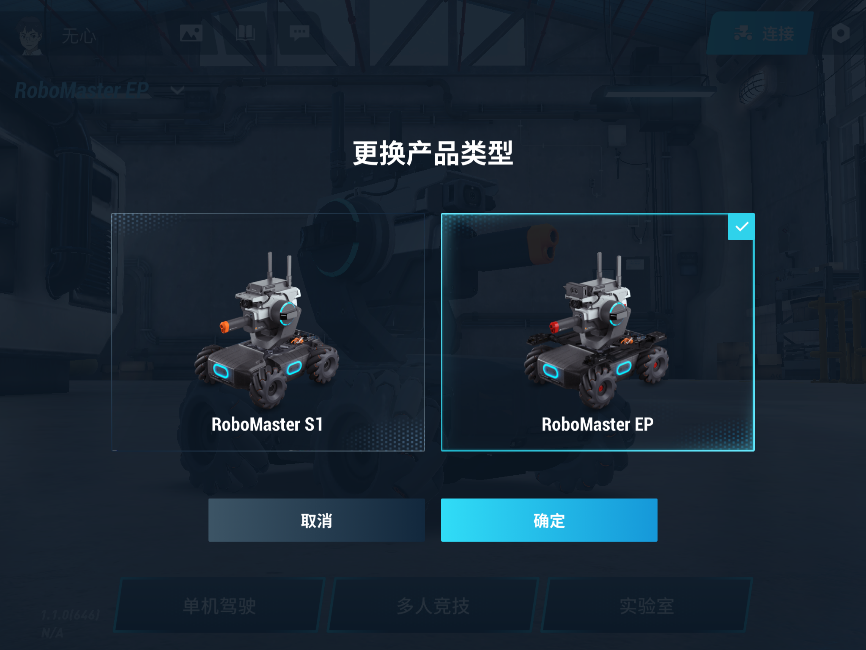 无心
连接
RoboMaster EP
更换产品类型
RoboMaster S1
RoboMaster EP
取消
确定
单机驾驶
多人竞技
实验室
N/A